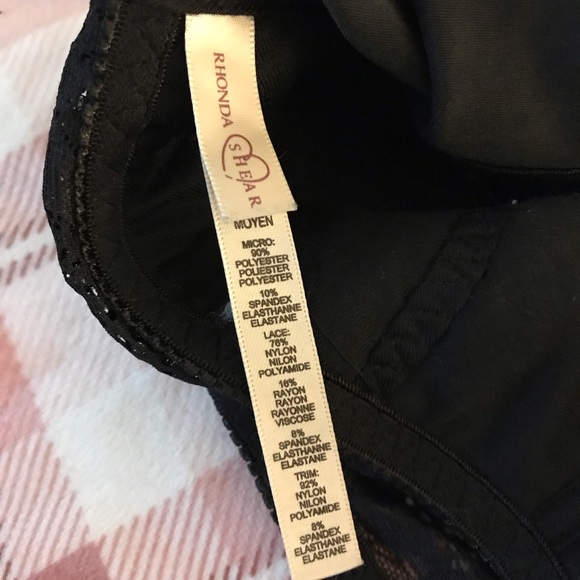 RHONDA
SHEAR
MOYEN
MICRO:
90%
POLYESTER
POLIESTER
POLYESTER
10%
SPANDEX
ELASTHANNE
ELASTANE
LACE:
76%
NYLON
NILON
POLYAMIDE
16%
RAYON
RAYON
RAYONNE
VISCOSE
8%
SPANDEX
ELASTHANNE
ELASTANE
TRIM:
92%
NYLON
NILON
POLYAMIDE
8%
SPANDEX
ELASTHANNE
ELASTANE